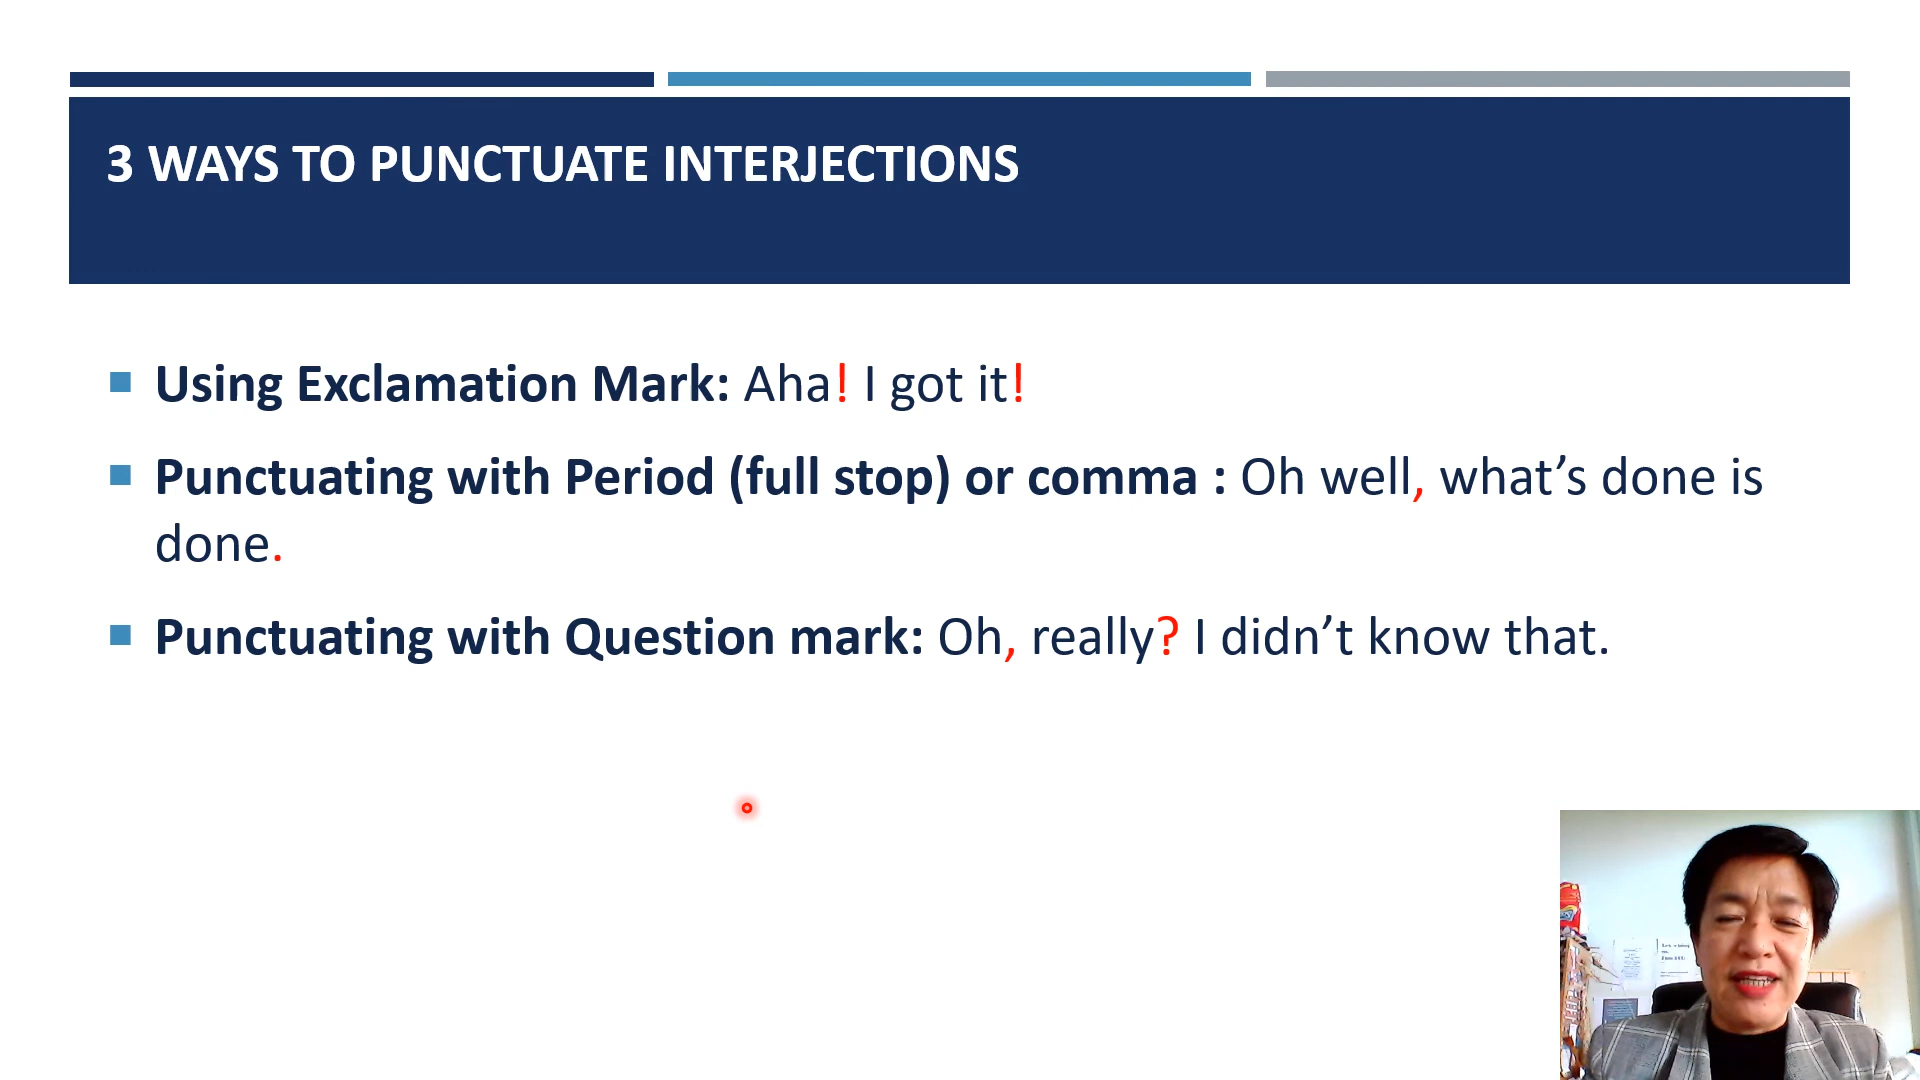 3 WAYS TO PUNCTUATE INTERJECTIONS
Using Exclamation Mark: Aha! I got it!
Punctuating with Period (full stop) or comma : Oh well, what’s done is
done.
Punctuating with Question mark: Oh, really? I didn’t know that.